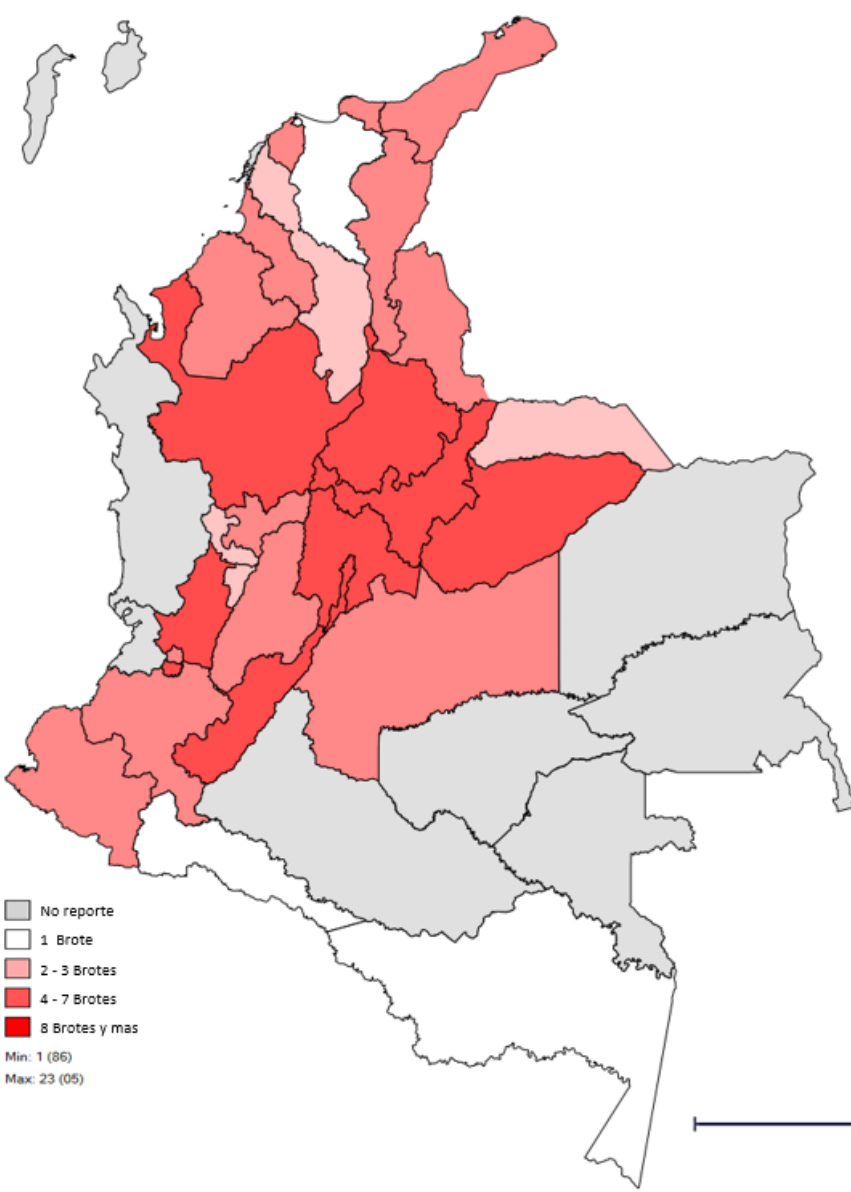 No reporte
1 Brote
2 - 3 Brotes
4 - 7 Brotes
8 Brotes y mas
Min: 1 (86)
Max: 23 (05)